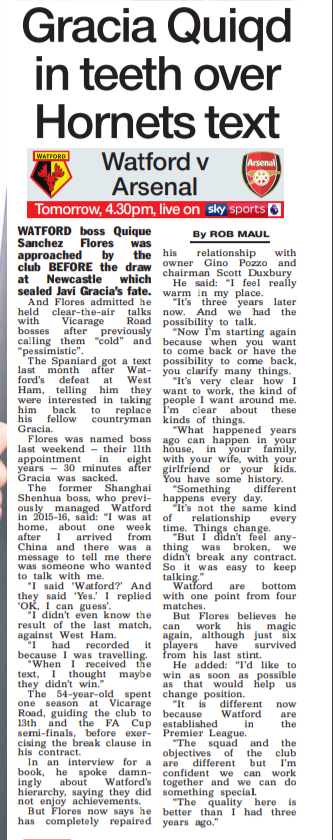 Gracia Quiqd
in teeth over
Hornets text
WATFORD
Watford v
Arsenal
Arsenal
Tomorrow, 4.30pm, live on sky sports
WATFORD boss Quique
Sanchez Flores was
approached by the
club BEFORE the draw
at Newcastle which
sealed Javi Gracia's fate.
And Flores admitted he
held clear-the-air talks
with Vicarage Road
bosses after previously
calling them "cold" and
"pessimistic".
The Spaniard got a text
last month after Wat-
ford's defeat at West
Ham, telling him they
were interested in taking
him back to replace
his fellow countryman
Gracia.
Flores was named boss
last weekend – their 11th
appointment in eight
years – 30 minutes after
Gracia was sacked.
The former Shanghai
Shenhua boss, who previ-
ously managed Watford
in 2015-16, said: "I was at
home, about one week
after I arrived from
China and there was a
message to tell me there
was someone who wanted
to talk with me.
"I said 'Watford?' And
they said 'Yes.' I replied
'OK, I can guess'.
"I didn't even know the
result of the last match,
against West Ham.
"I had recorded it
because I was travelling.
"When I received the
text, I thought maybe
they didn't win."
The 54-year-old spent
one season at Vicarage
Road, guiding the club to
13th and the FA Cup
semi-finals, before exer-
cising the break clause in
his contract.
In an interview for a
book, he spoke damn-
ingly about Watford's
hierarchy, saying they did
not enjoy achievements.
But Flores now says he
has completely repaired
By ROB MAUL
his relationship with
owner Gino Pozzo and
chairman Scott Duxbury
He said: "I feel really
warm in my place.
"It's three years later
now. And we had the
possibility to talk.
"Now I'm starting again
because when you want
to come back or have the
possibility to come back,
you clarify many things.
"It's very clear how I
want to work, the kind of
people I want around me.
I'm clear about these
kinds of things.
"What happened years
ago can happen in your
house, in your family,
with your wife, with your
girlfriend or your kids.
You have some history.
"Something different
happens every day.
"It's not the same kind
of relationship every
time. Things change.
"But I didn't feel any-
thing was broken, we
didn't break any contract.
So it was easy to keep
talking."
Watford are bottom
with one point from four
matches.
But Flores believes he
can work his magic
again, although just six
players have survived
from his last stint.
He added: "I'd like to
win as soon as possible
as that would help us
change position.
"It is different now
because Watford are
established in the
Premier League.
"The squad and the
objectives of the club
are different but I'm
confident we can work
together and we can do
something special.
"The quality here is
better than I had three
years ago."